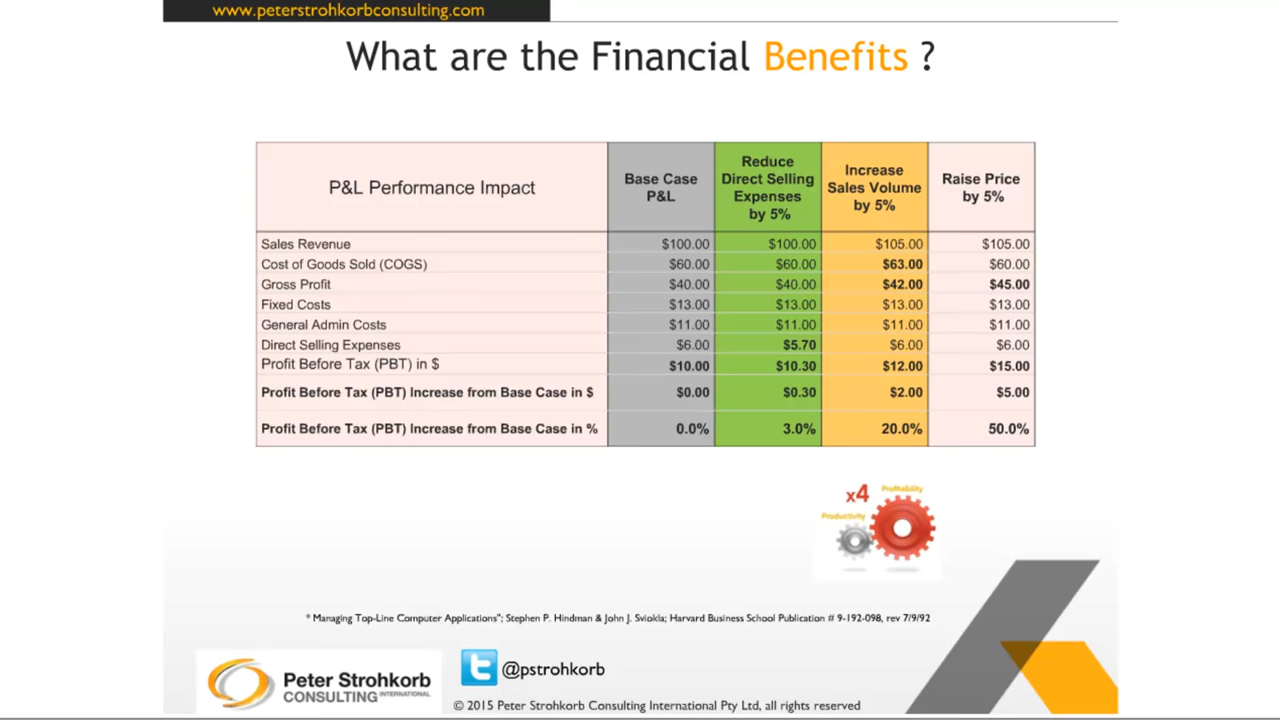 www.peterstrohkorbconsulting.com
What are the Financial Benefits ?
P&L Performance Impact
Base Case
P&L
Reduce
Direct Selling
Expenses
by 5%
Increase
Sales Volume
by 5%
Raise Price
by 5%
Sales Revenue $100.00 $100.00 $105.00 $105.00
Cost of Goods Sold (COGS) $60.00 $60.00 $63.00 $60.00
Gross Profit $40.00 $40.00 $42.00 $45.00
Fixed Costs $13.00 $13.00 $13.00 $13.00
General Admin Costs $11.00 $11.00 $11.00 $11.00
Direct Selling Expenses $6.00 $5.70 $6.00 $6.00
Profit Before Tax (PBT) in $ $10.00 $10.30 $12.00 $15.00
Profit Before Tax (PBT) Increase from Base Case in $ $0.00 $0.30 $2.00 $5.00
Profit Before Tax (PBT) Increase from Base Case in % 0.0% 3.0% 20.0% 50.0%
x4 Profitability
Productivity
* Managing Top-Line Computer Applications"; Stephen P. Hindman & John J. Sviokla; Harvard Business School Publication # 9-192-098, rev 7/9/92
Peter Strohkorb
CONSULTING INTERNATIONAL
@pstrohkorb
© 2015 Peter Strohkorb Consulting International Pty Ltd, all rights reserved